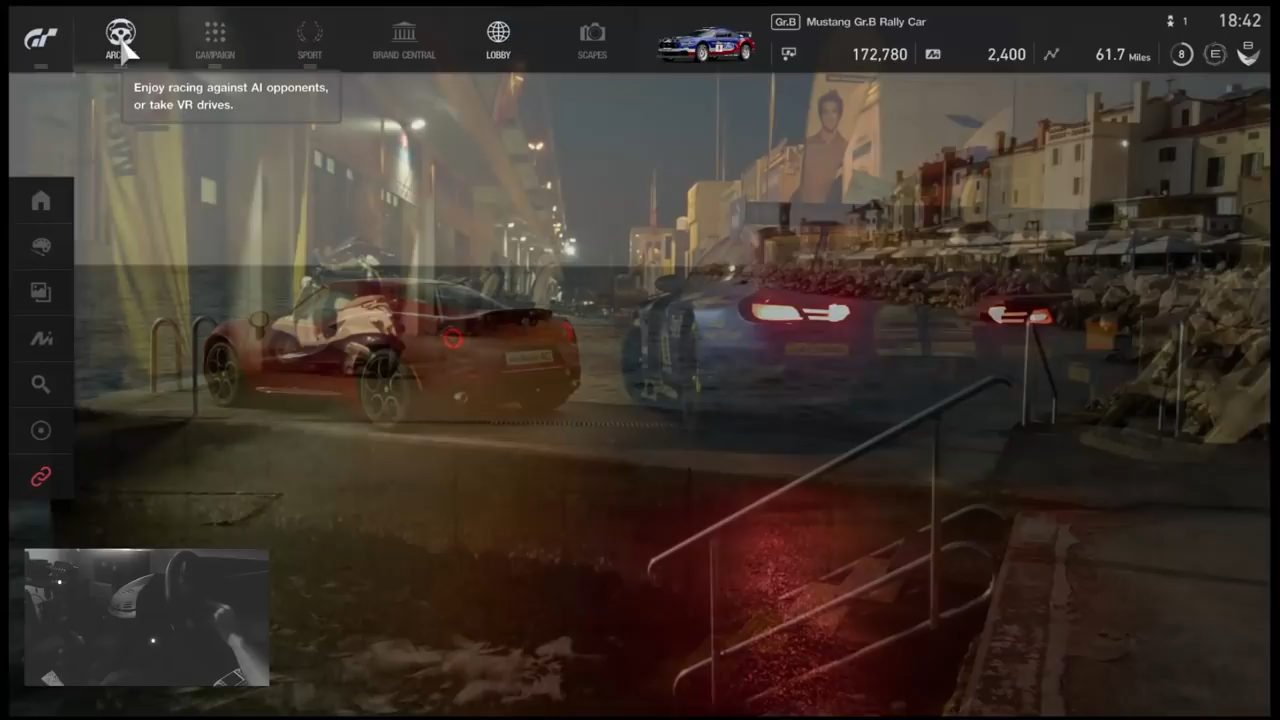 ARC
CAMPAIGN
SPORT
BRAND CENTRAL
LOBBY
SCAPES
Gr.B Mustang Gr.B Rally Car
172,780
2,400
61.7 Miles
1
18:42
8
E
B
Enjoy racing against AI opponents,
or take VR drives.